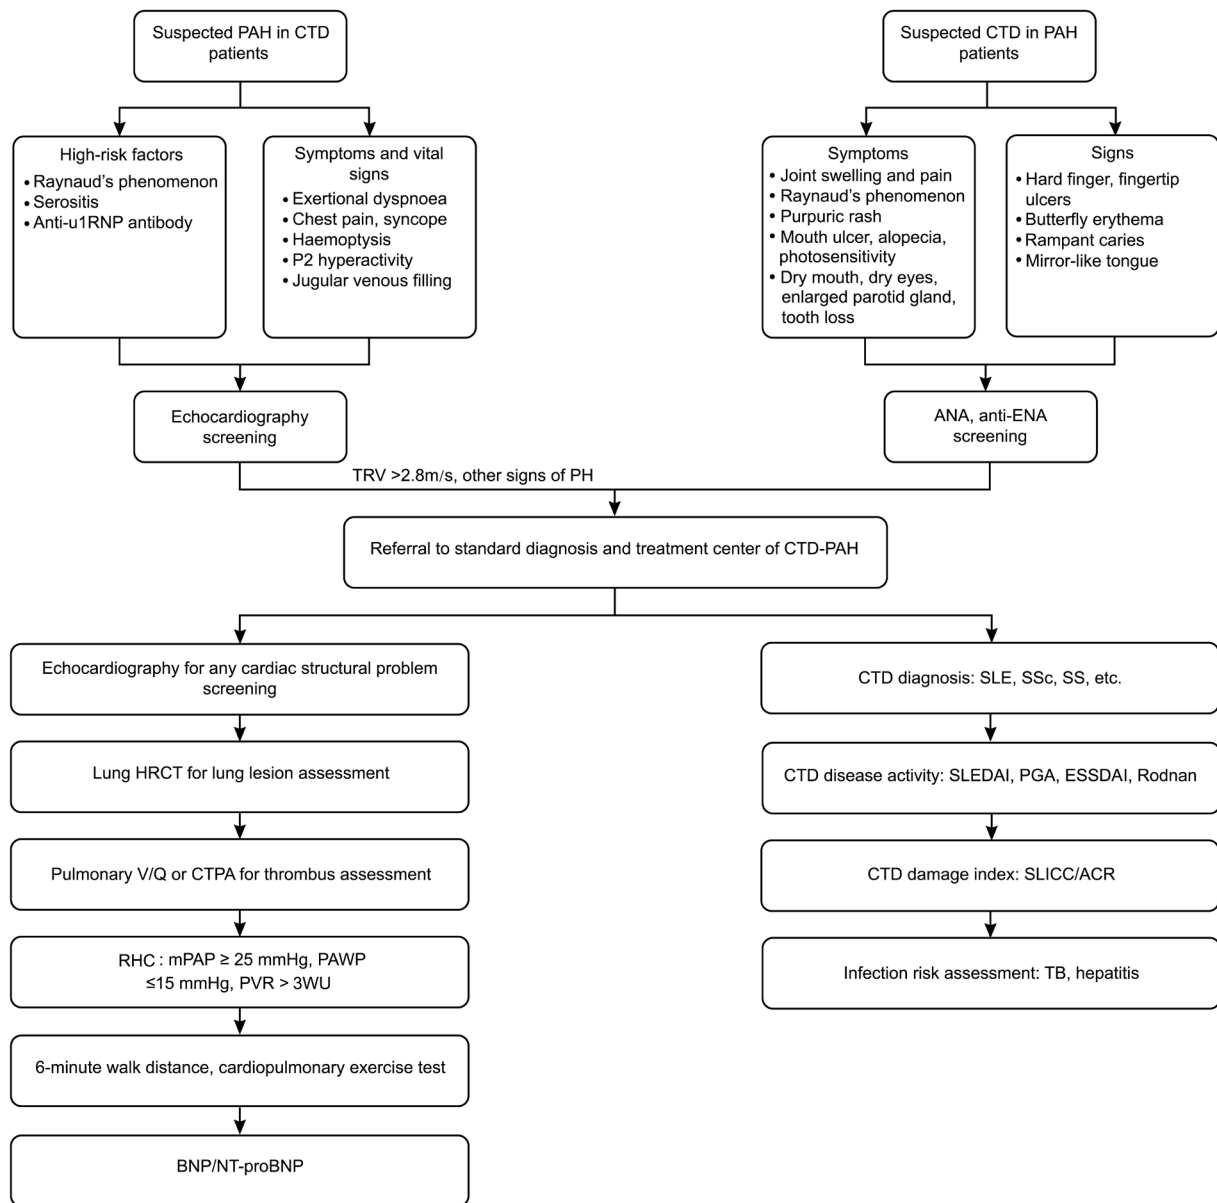 Suspected PAH in CTD
patients
Suspected CTD in PAH
patients
High-risk factors
• Raynaud's phenomenon
• Serositis
• Anti-u1RNP antibody
Symptoms and vital
signs
• Exertional dyspnoea
• Chest pain, syncope
• Haemoptysis
• P2 hyperactivity
• Jugular venous filling
Symptoms
• Joint swelling and pain
• Raynaud's phenomenon
• Purpuric rash
• Mouth ulcer, alopecia,
photosensitivity
• Dry mouth, dry eyes,
enlarged parotid gland,
tooth loss
Signs
• Hard finger, fingertip
ulcers
• Butterfly erythema
• Rampant caries
• Mirror-like tongue
Echocardiography
screening
ANA, anti-ENA
screening
TRV >2.8m/s, other signs of PH
Referral to standard diagnosis and treatment center of CTD-PAH
Echocardiography for any cardiac structural problem
screening
Lung HRCT for lung lesion assessment
Pulmonary V/Q or CTPA for thrombus assessment
RHC : mPAP ≥ 25 mmHg, PAWP
≤15 mmHg, PVR > 3WU
6-minute walk distance, cardiopulmonary exercise test
BNP/NT-proBNP
CTD diagnosis: SLE, SSc, SS, etc.
CTD disease activity: SLEDAI, PGA, ESSDAI, Rodnan
CTD damage index: SLICC/ACR
Infection risk assessment: TB, hepatitis